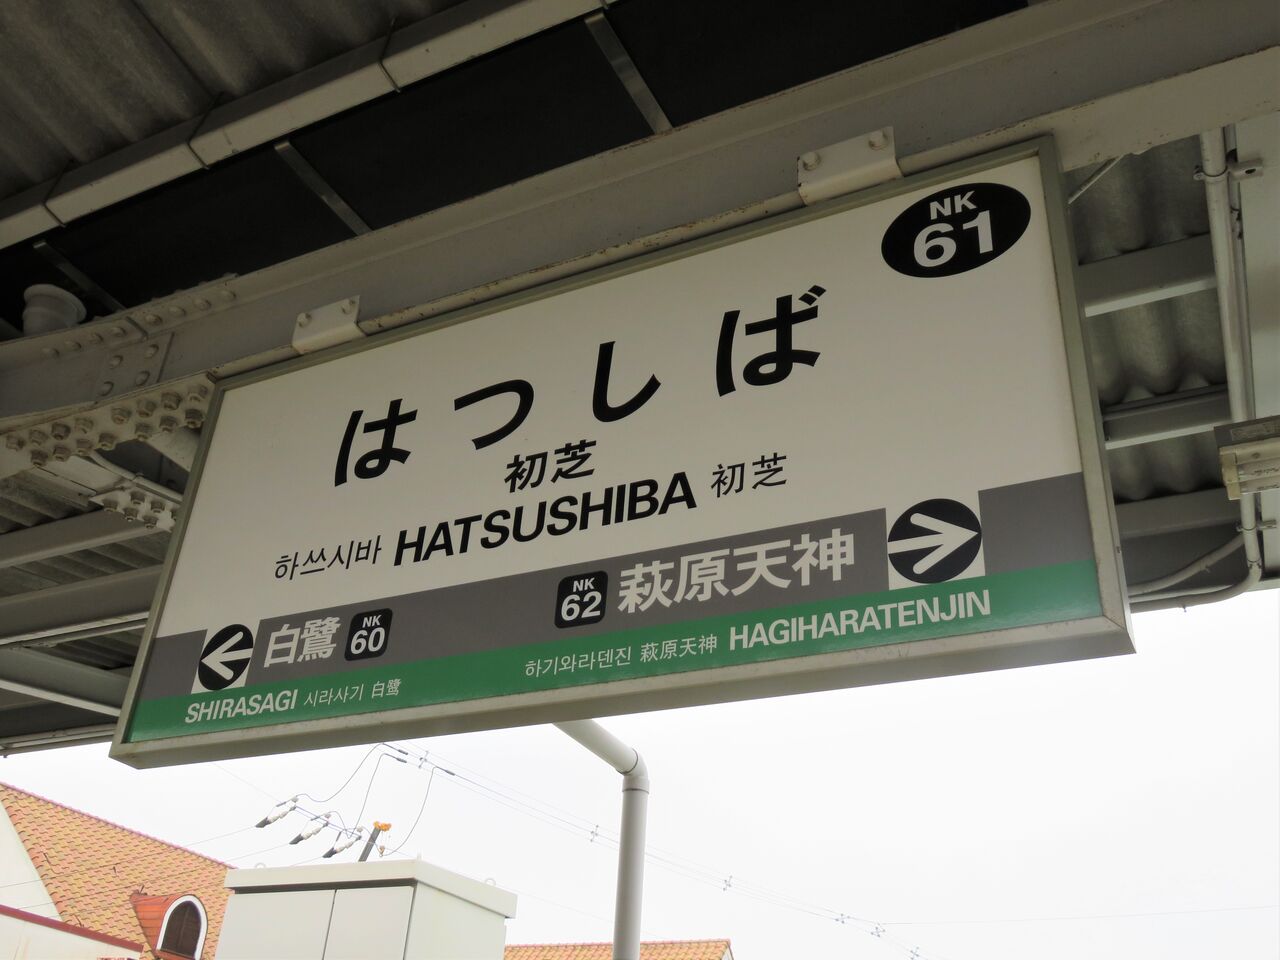 NK
61
はつしば
初芝
하쓰시바 HATSUSHIBA 初芝
白鷺 NK 60
NK 62 萩原天神
SHIRASAGI 시라사기 白鹭
하기와라덴진 萩原天神 HAGIHARATENJIN